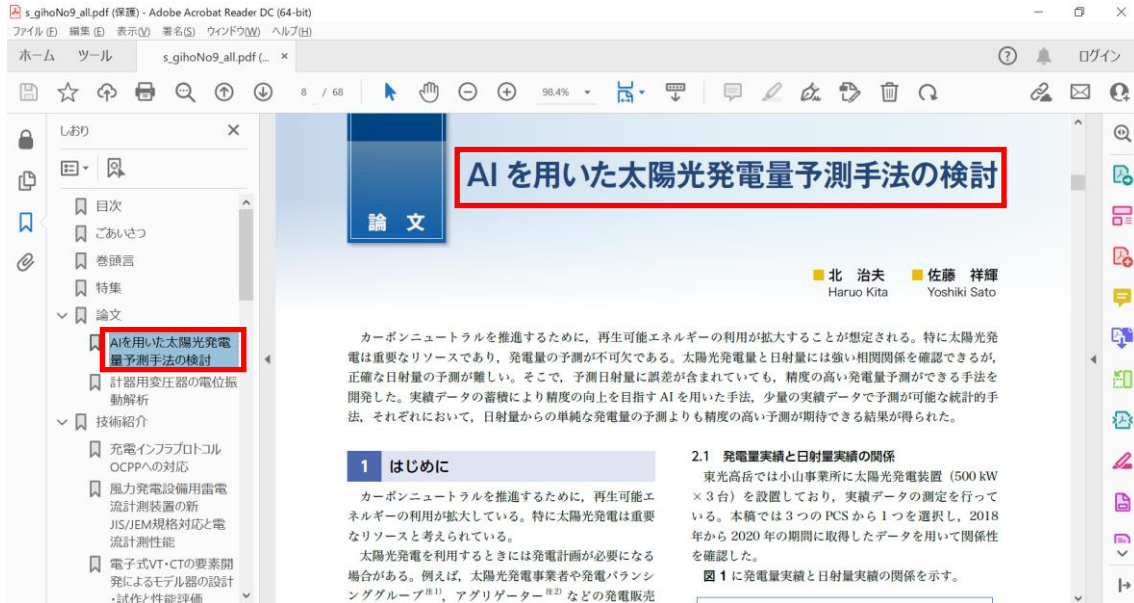 s_gihoNo9_all.pdf (保護) - Adobe Acrobat Reader DC (64-bit)
ファイル(F) 編集(E) 表示(V) 署名(S) ウィンドウ(W) ヘルプ(H)
ホーム ツール s_gihoNo9_all.pdf (... × ログイン
8 / 68 98.4%
しおり ×
目次
ごあいさつ
巻頭言
特集
論文
AIを用いた太陽光発電
量予測手法の検討
計器用変圧器の電位振
動解析
技術紹介
充電インフラプロトコル
OCPPへの対応
風力発電設備用雷電
流計測装置の新
JIS/JEM規格対応と電
流計測性能
電子式VT・CTの要素開
発によるモデル器の設計
・試作と性能評価
論 文
AI を用いた太陽光発電量予測手法の検討
■北 治夫 ■佐藤 祥輝
Haruo Kita Yoshiki Sato
カーボンニュートラルを推進するために，再生可能エネルギーの利用が拡大することが想定される。特に太陽光発
電は重要なリソースであり，発電量の予測が不可欠である。太陽光発電量と日射量には強い相関関係を確認できるが，
正確な日射量の予測が難しい。そこで，予測日射量に誤差が含まれていても，精度の高い発電量予測ができる手法を
開発した。実績データの蓄積により精度の向上を目指す AI を用いた手法，少量の実績データで予測が可能な統計的手
法，それぞれにおいて，日射量からの単純な発電量の予測よりも精度の高い予測が期待できる結果が得られた。
1 はじめに
カーボンニュートラルを推進するために，再生可能エ
ネルギーの利用が拡大している。特に太陽光発電は重要
なリソースと考えられている。
太陽光発電を利用するときには発電計画が必要になる
場合がある。例えば，太陽光発電事業者や発電バランシ
ンググループ注1)，アグリゲーター注2) などの発電販売
2.1 発電量実績と日射量実績の関係
東光高岳では小山事業所に太陽光発電装置（500 kW
× 3 台）を設置しており，実績データの測定を行って
いる。本稿では 3 つの PCS から 1 つを選択し，2018
年から 2020 年の期間に取得したデータを用いて関係性
を確認した。
図 1 に発電量実績と日射量実績の関係を示す。